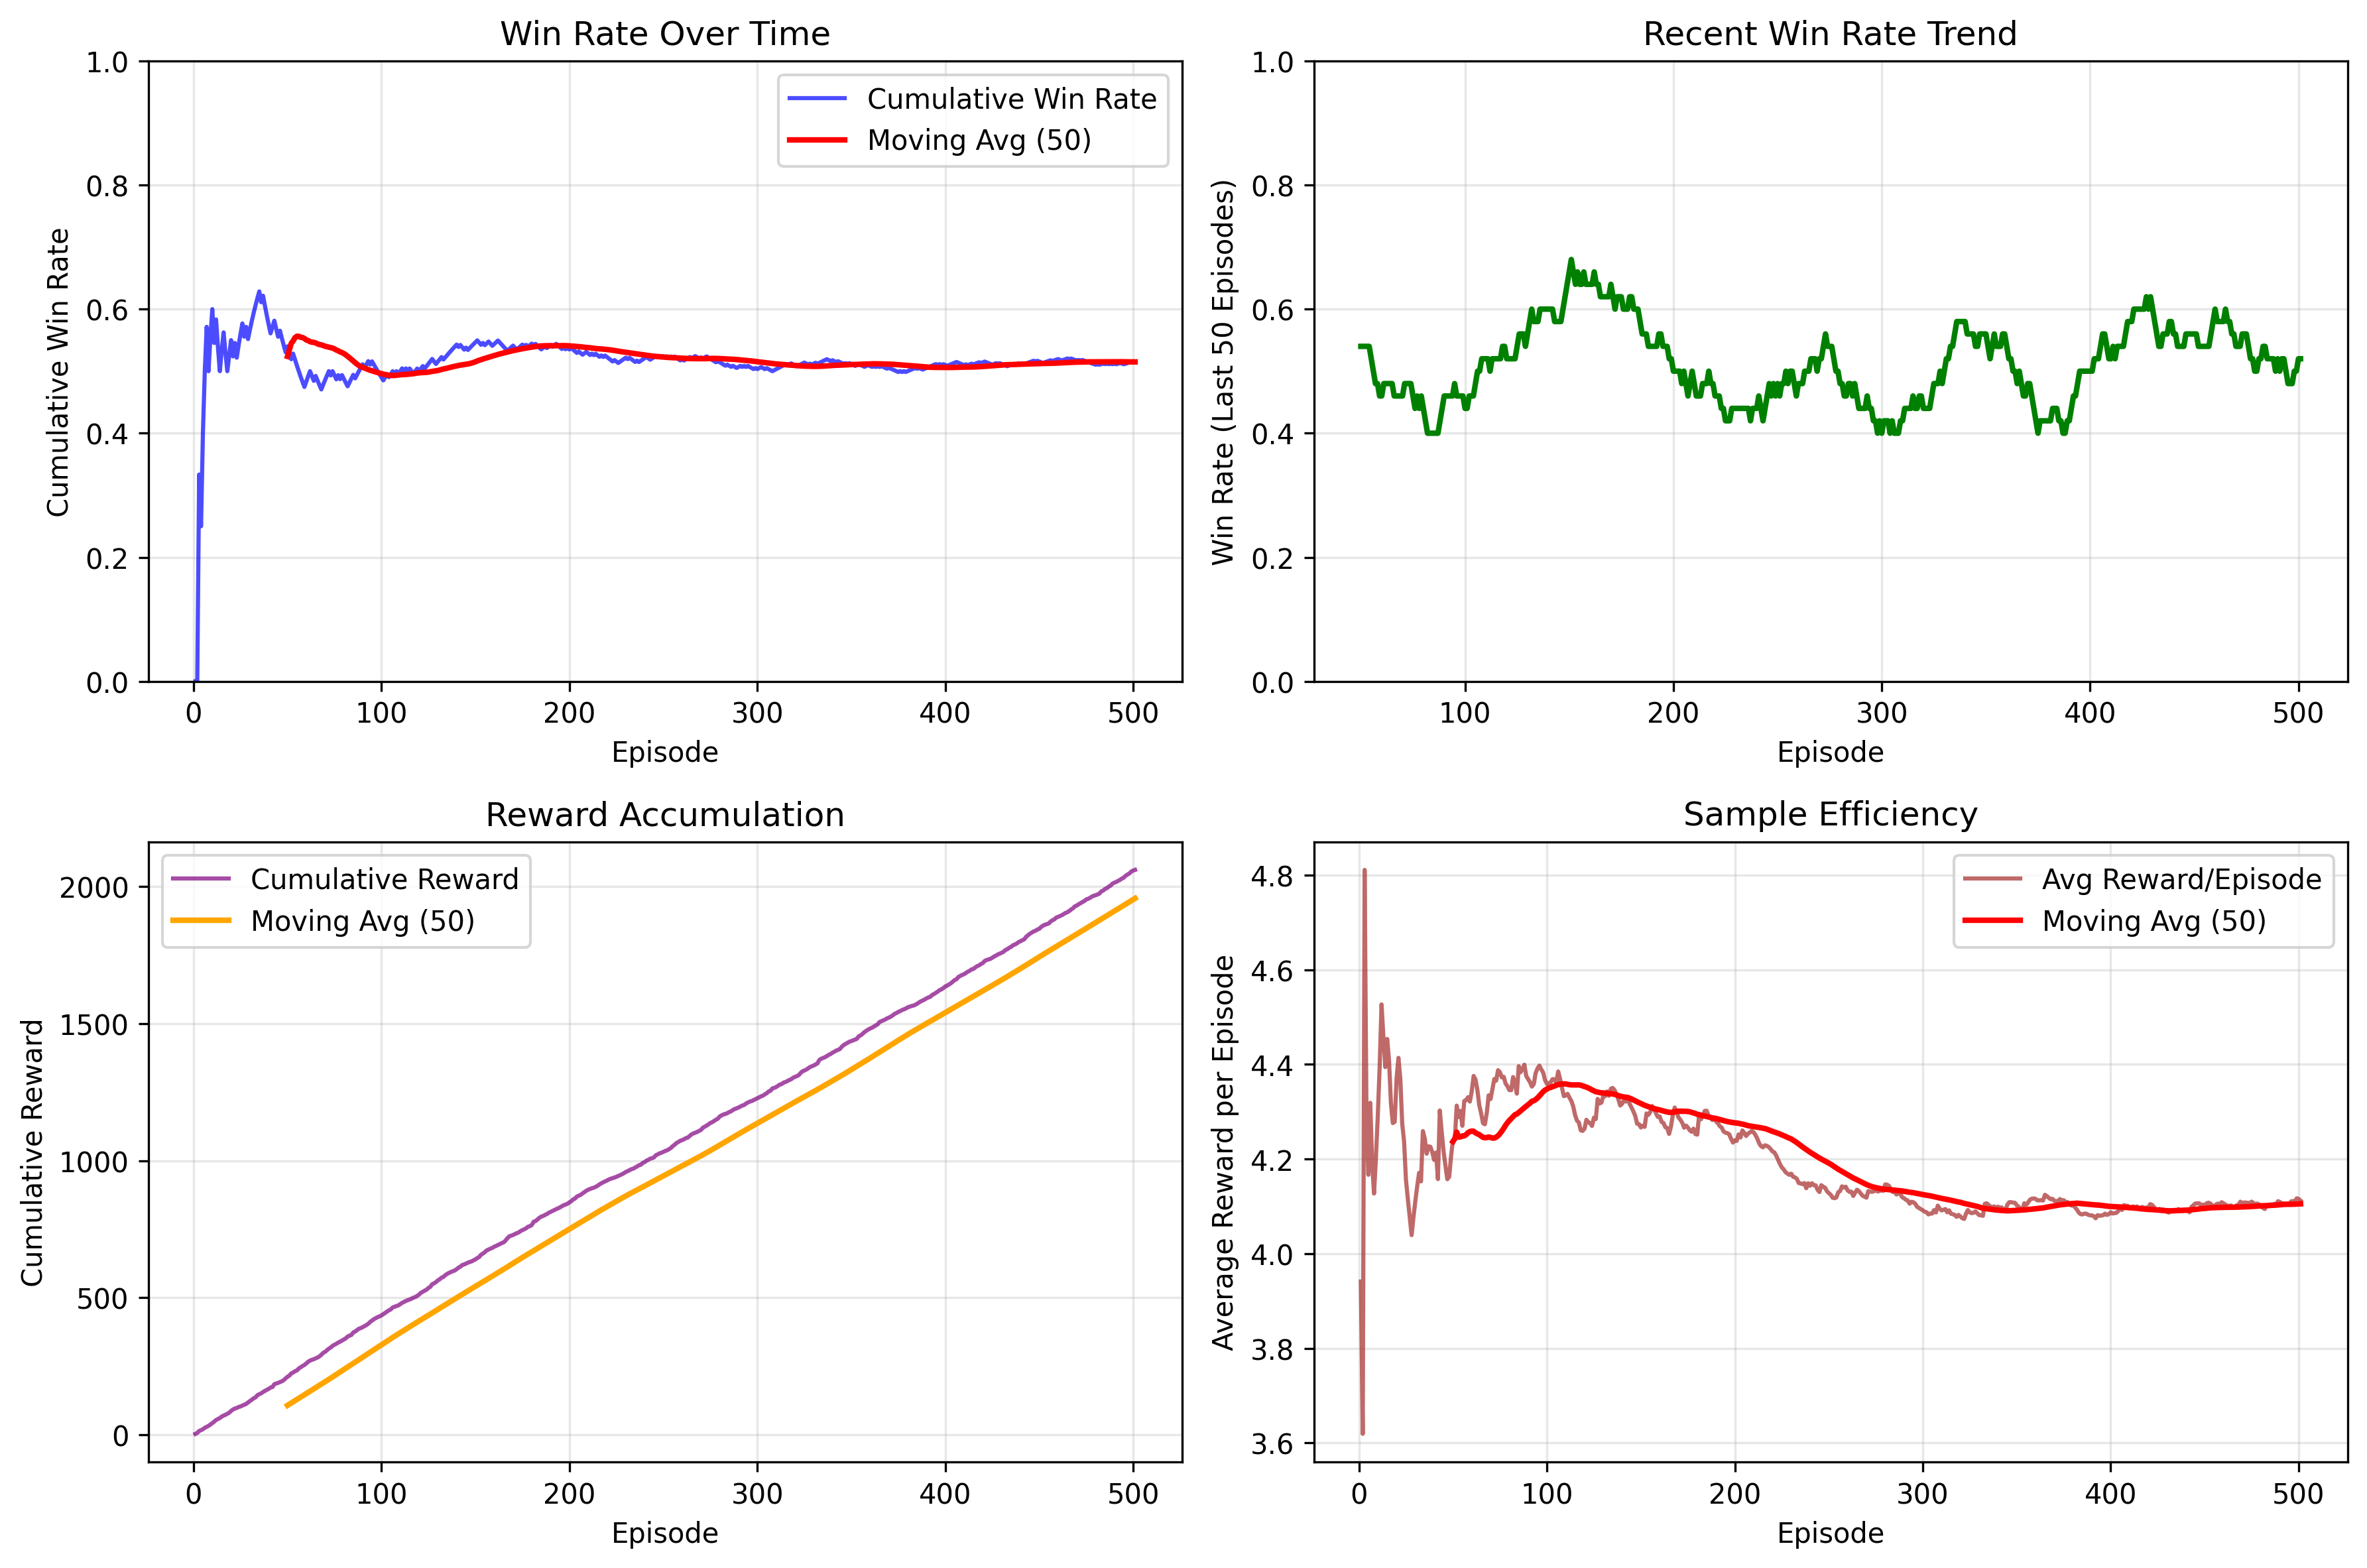 Win Rate Over Time
Cumulative Win Rate
1.0
0.8
0.6
0.4
0.2
0.0
Cumulative Win Rate
Moving Avg (50)
0 100 200 300 400 500
Episode
Recent Win Rate Trend
Win Rate (Last 50 Episodes)
1.0
0.8
0.6
0.4
0.2
0.0
100 200 300 400 500
Episode
Reward Accumulation
Cumulative Reward
2000
1500
1000
500
0
Cumulative Reward
Moving Avg (50)
0 100 200 300 400 500
Episode
Sample Efficiency
Average Reward per Episode
4.8
4.6
4.4
4.2
4.0
3.8
3.6
Avg Reward/Episode
Moving Avg (50)
0 100 200 300 400 500
Episode